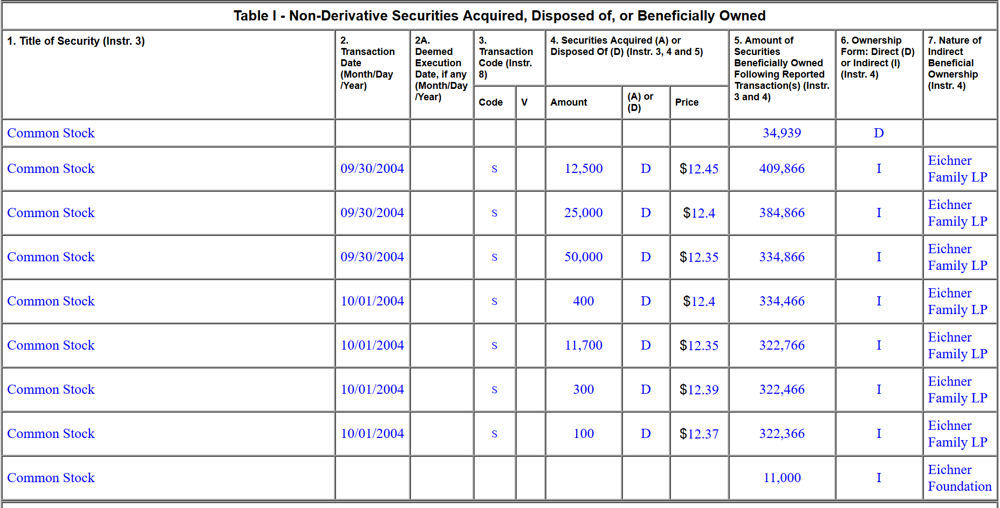 Table I - Non-Derivative Securities Acquired, Disposed of, or Beneficially Owned
1. Title of Security (Instr. 3)
2.
Transaction
Date
(Month/Day
/Year)
2A.
Deemed
Execution
Date, if any
(Month/Day
/Year)
3.
Transaction
Code (Instr.
8)
4. Securities Acquired (A) or
Disposed Of (D) (Instr. 3, 4 and 5)
5. Amount of
Securities
Beneficially Owned
Following Reported
Transaction(s) (Instr.
3 and 4)
6. Ownership
Form: Direct (D)
or Indirect (I)
(Instr. 4)
7. Nature of
Indirect
Beneficial
Ownership
(Instr. 4)
Code
V
Amount
(A) or
(D)
Price
Common Stock 34,939 D
Common Stock 09/30/2004 S 12,500 D $12.45 409,866 I Eichner
Family LP
Common Stock 09/30/2004 S 25,000 D $12.4 384,866 I Eichner
Family LP
Common Stock 09/30/2004 S 50,000 D $12.35 334,866 I Eichner
Family LP
Common Stock 10/01/2004 S 400 D $12.4 334,466 I Eichner
Family LP
Common Stock 10/01/2004 S 11,700 D $12.35 322,766 I Eichner
Family LP
Common Stock 10/01/2004 S 300 D $12.39 322,466 I Eichner
Family LP
Common Stock 10/01/2004 S 100 D $12.37 322,366 I Eichner
Family LP
Common Stock 11,000 I Eichner
Foundation